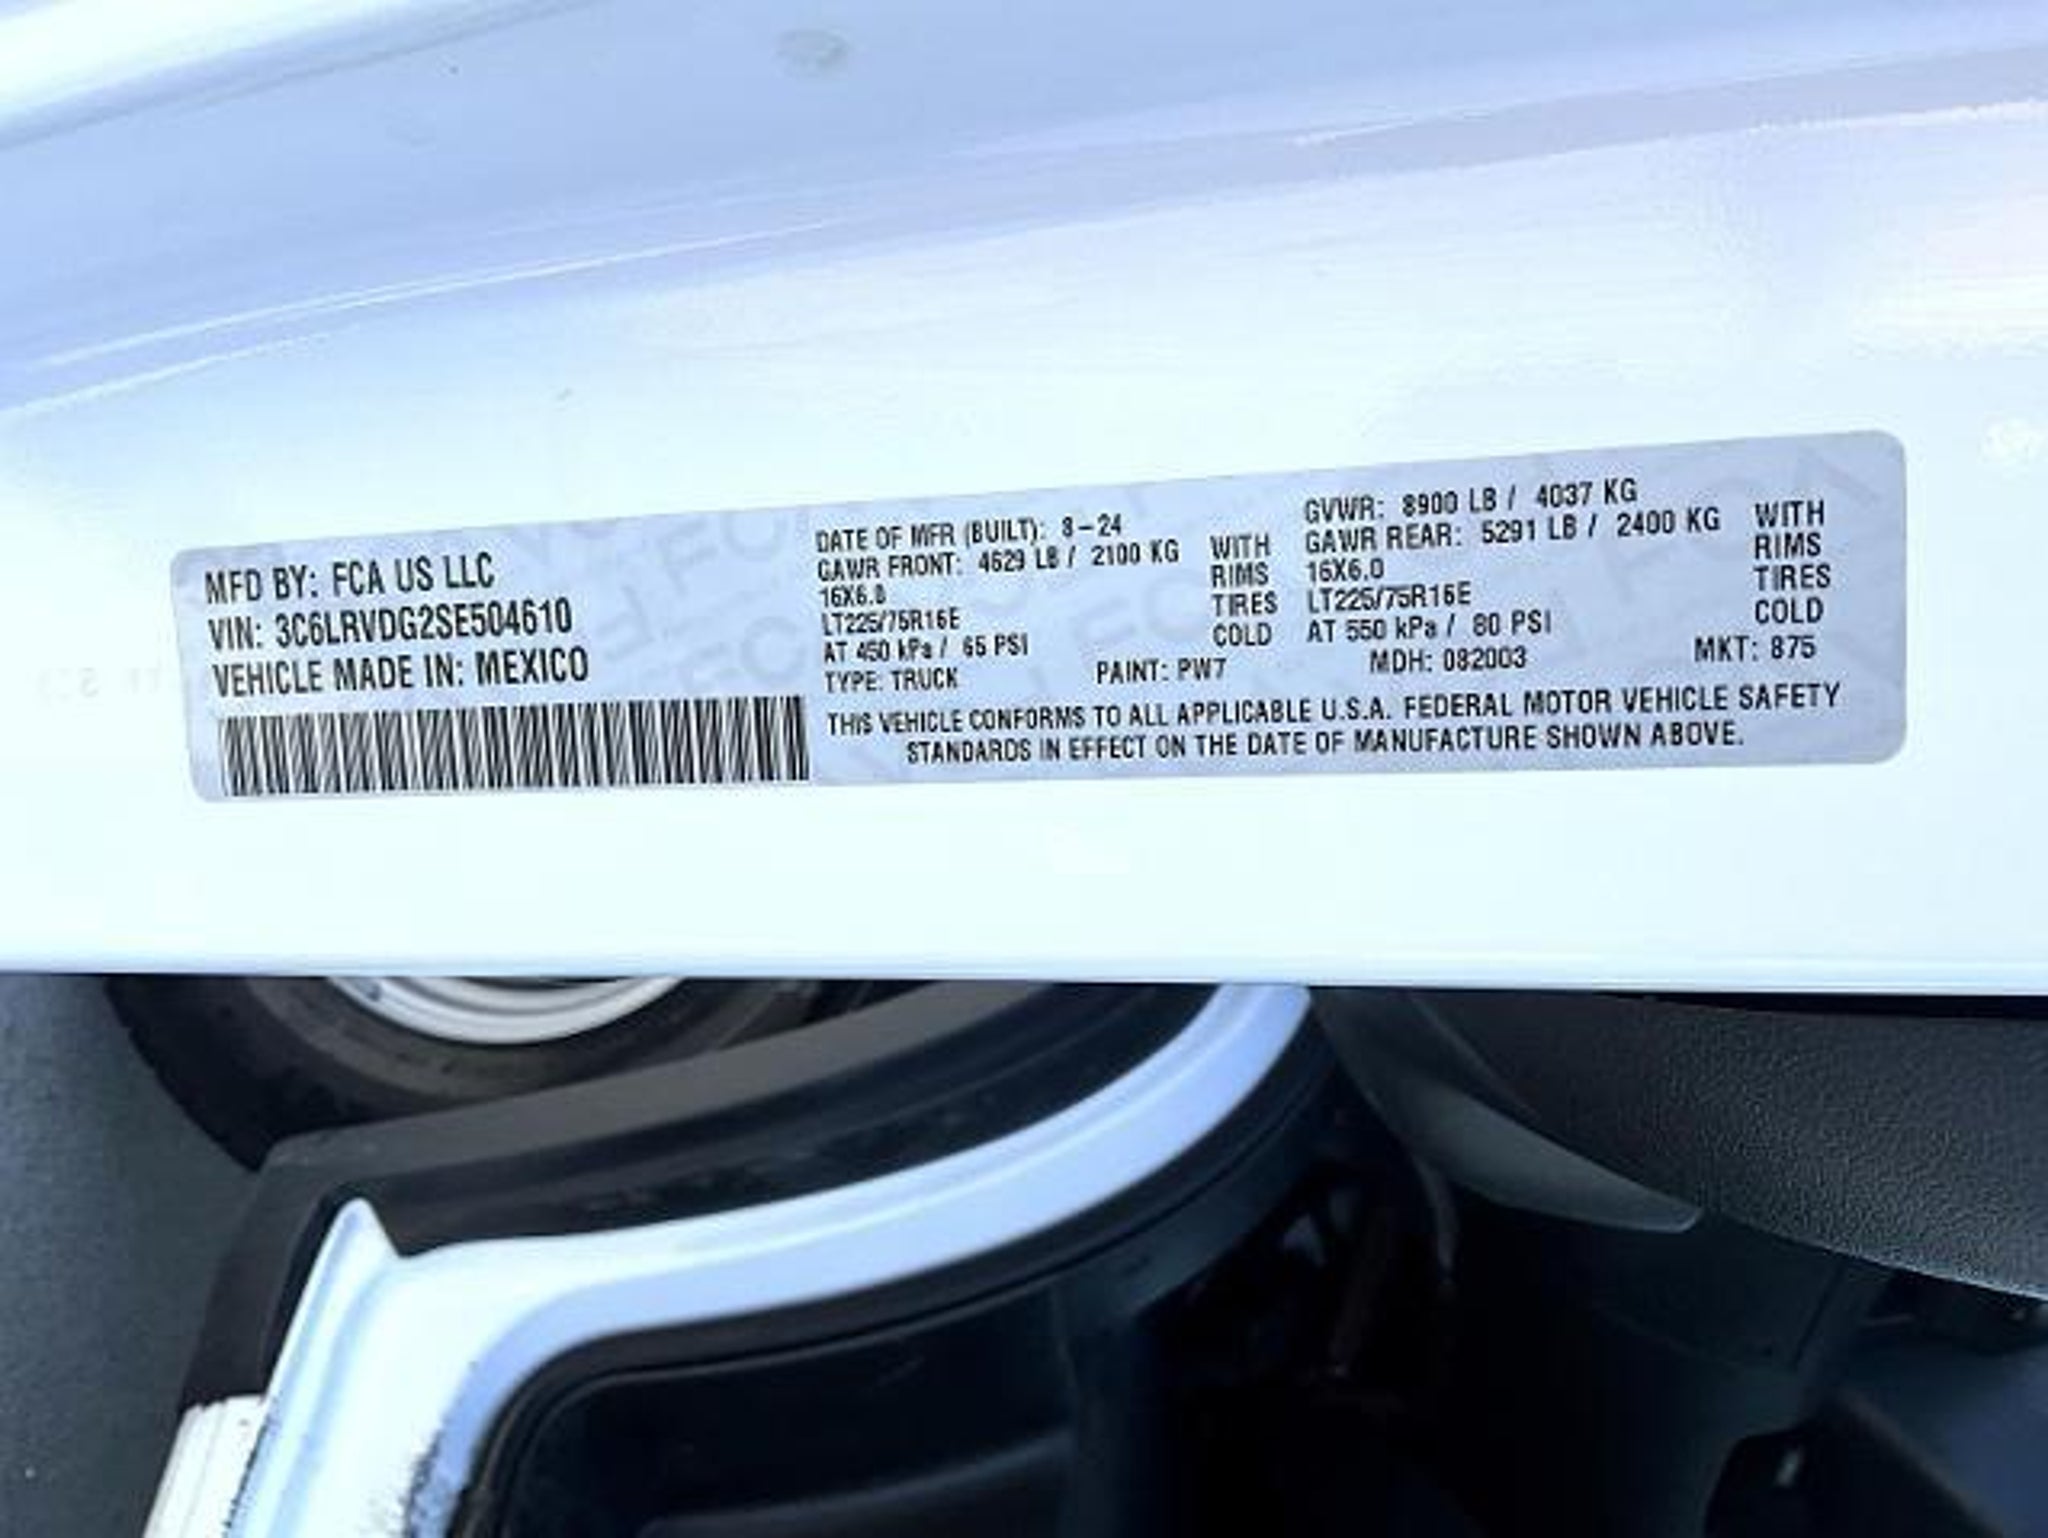 MFD BY: FCA US LLC
VIN: 3C6LRVDG2SE504610
VEHICLE MADE IN: MEXICO
DATE OF MFR (BUILT): 8-24
GAWR FRONT: 4629 LB / 2100 KG WITH
16X6.0 RIMS
LT225/75R16E TIRES
AT 450 kPa / 65 PSI COLD
GVWR: 8900 LB / 4037 KG
GAWR REAR: 5291 LB / 2400 KG WITH
16X6.0 RIMS
LT225/75R16E TIRES
AT 550 kPa / 80 PSI COLD
TYPE: TRUCK PAINT: PW7 MDH: 082003 MKT: 875
THIS VEHICLE CONFORMS TO ALL APPLICABLE U.S.A. FEDERAL MOTOR VEHICLE SAFETY
STANDARDS IN EFFECT ON THE DATE OF MANUFACTURE SHOWN ABOVE.